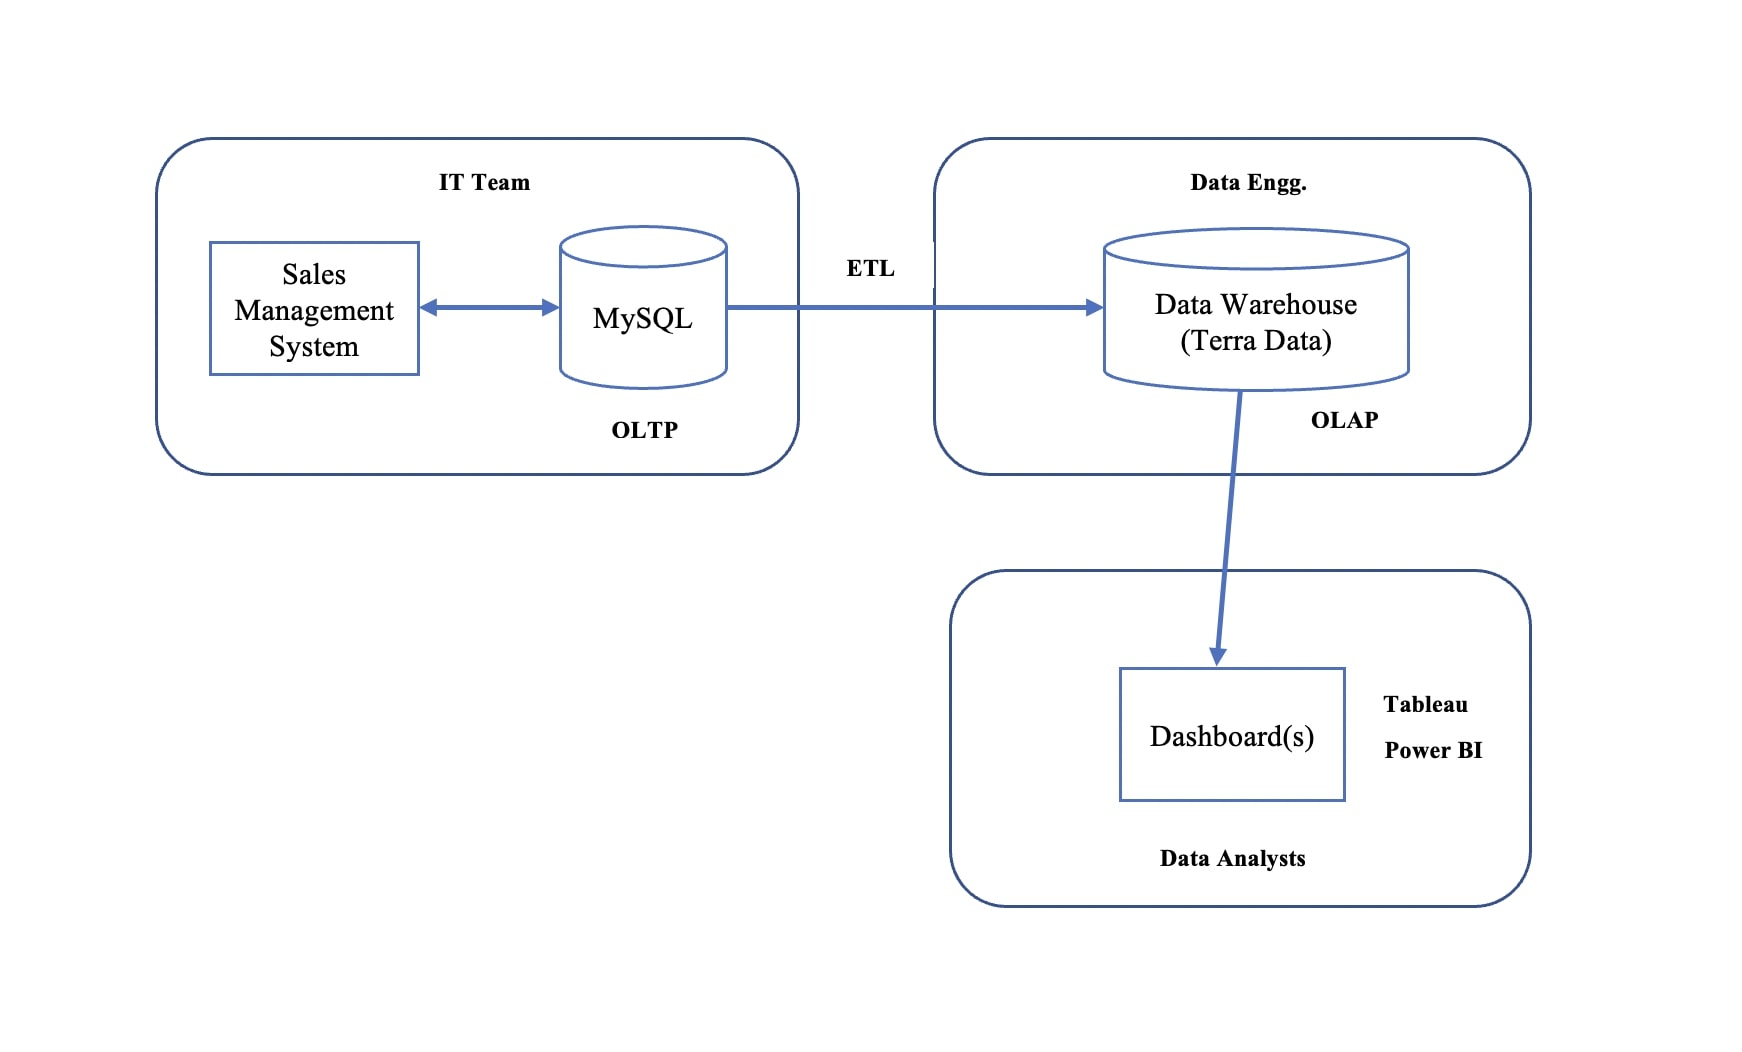 IT Team
Sales
Management
System
MySQL
OLTP
ETL
Data Engg.
Data Warehouse
(Terra Data)
OLAP
Dashboard(s)
Tableau
Power BI
Data Analysts